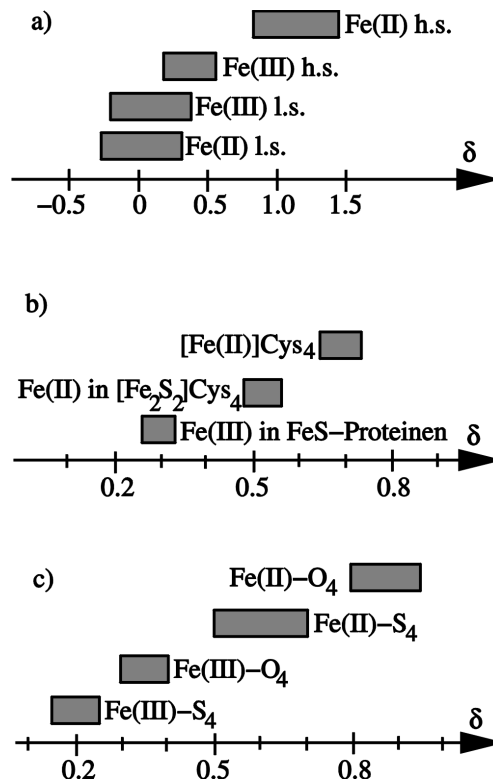 a)
Fe(II) h.s.
Fe(III) h.s.
Fe(III) l.s.
Fe(II) l.s.
δ
−0.5 0 0.5 1.0 1.5
b)
[Fe(II)]Cys4
Fe(II) in [Fe2S2]Cys4
Fe(III) in FeS−Proteinen
δ
0.2 0.5 0.8
c)
Fe(II)−O4
Fe(II)−S4
Fe(III)−O4
Fe(III)−S4
δ
0.2 0.5 0.8